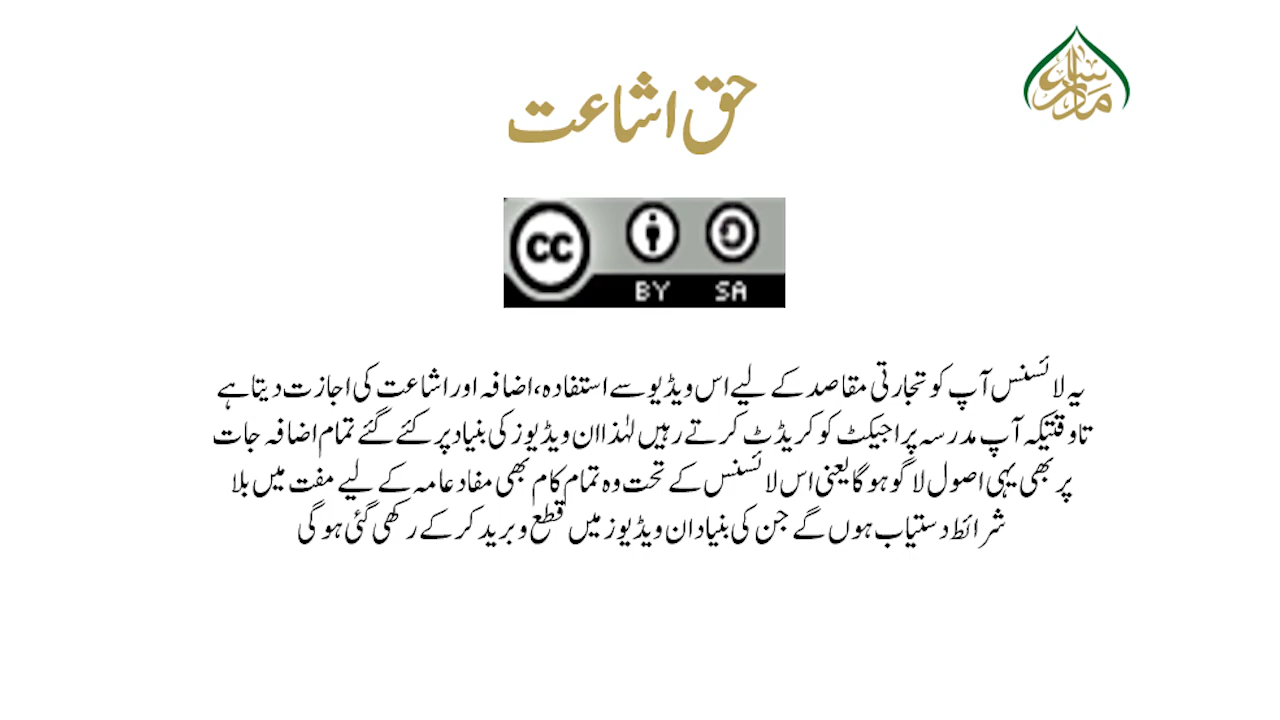 مدرسہ
حق اشاعت
cc
BY SA
یہ لائسنس آپ کو تجارتی مقاصد کے لیے اس ویڈیو سے استفادہ، اضافہ اور اشاعت کی اجازت دیتا ہے
تاوقتیکہ آپ مدرسہ پراجیکٹ کو کریڈٹ کرتے رہیں لہٰذا ان ویڈیوز کی بنیاد پر کئے گئے تمام اضافہ جات
پر بھی یہی اصول لاگو ہوگا یعنی اس لائسنس کے تحت وہ تمام کام بھی مفاد عامہ کے لیے مفت میں بلا
شرائط دستیاب ہوں گے جن کی بنیاد ان ویڈیوز میں قطع و برید کر کے رکھی گئی ہو گی